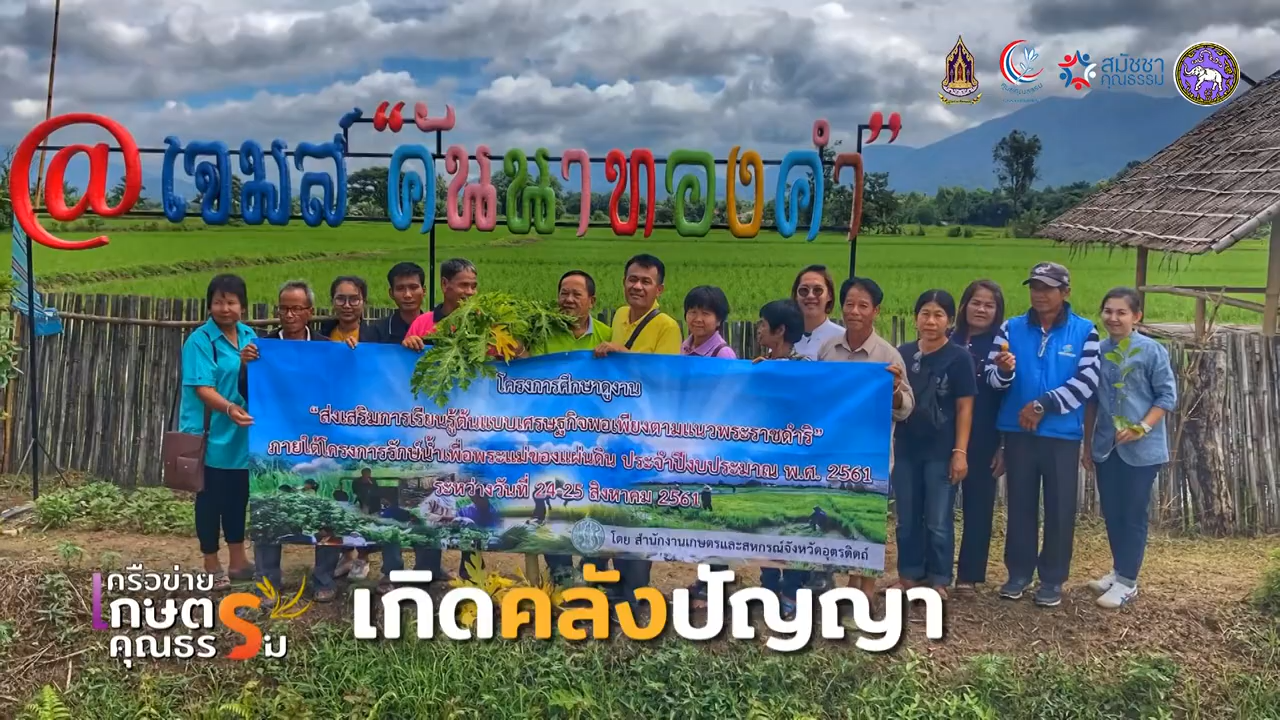 สมัชชา
คุณธรรม
@เขมส์ "คันนาทองคำ"
โครงการศึกษาดูงาน
"ส่งเสริมการเรียนรู้ต้นแบบเศรษฐกิจพอเพียงตามแนวพระราชดำริ"
ภายใต้โครงการรักษ์น้ำเพื่อพระแม่ของแผ่นดิน ประจำปีงบประมาณ พ.ศ. 2561
ระหว่างวันที่ 24-25 สิงหาคม 2561
โดย สำนักงานเกษตรและสหกรณ์จังหวัดอุตรดิตถ์
เครือข่าย
เกษตร
คุณธรรม
เกิดคลังปัญญา